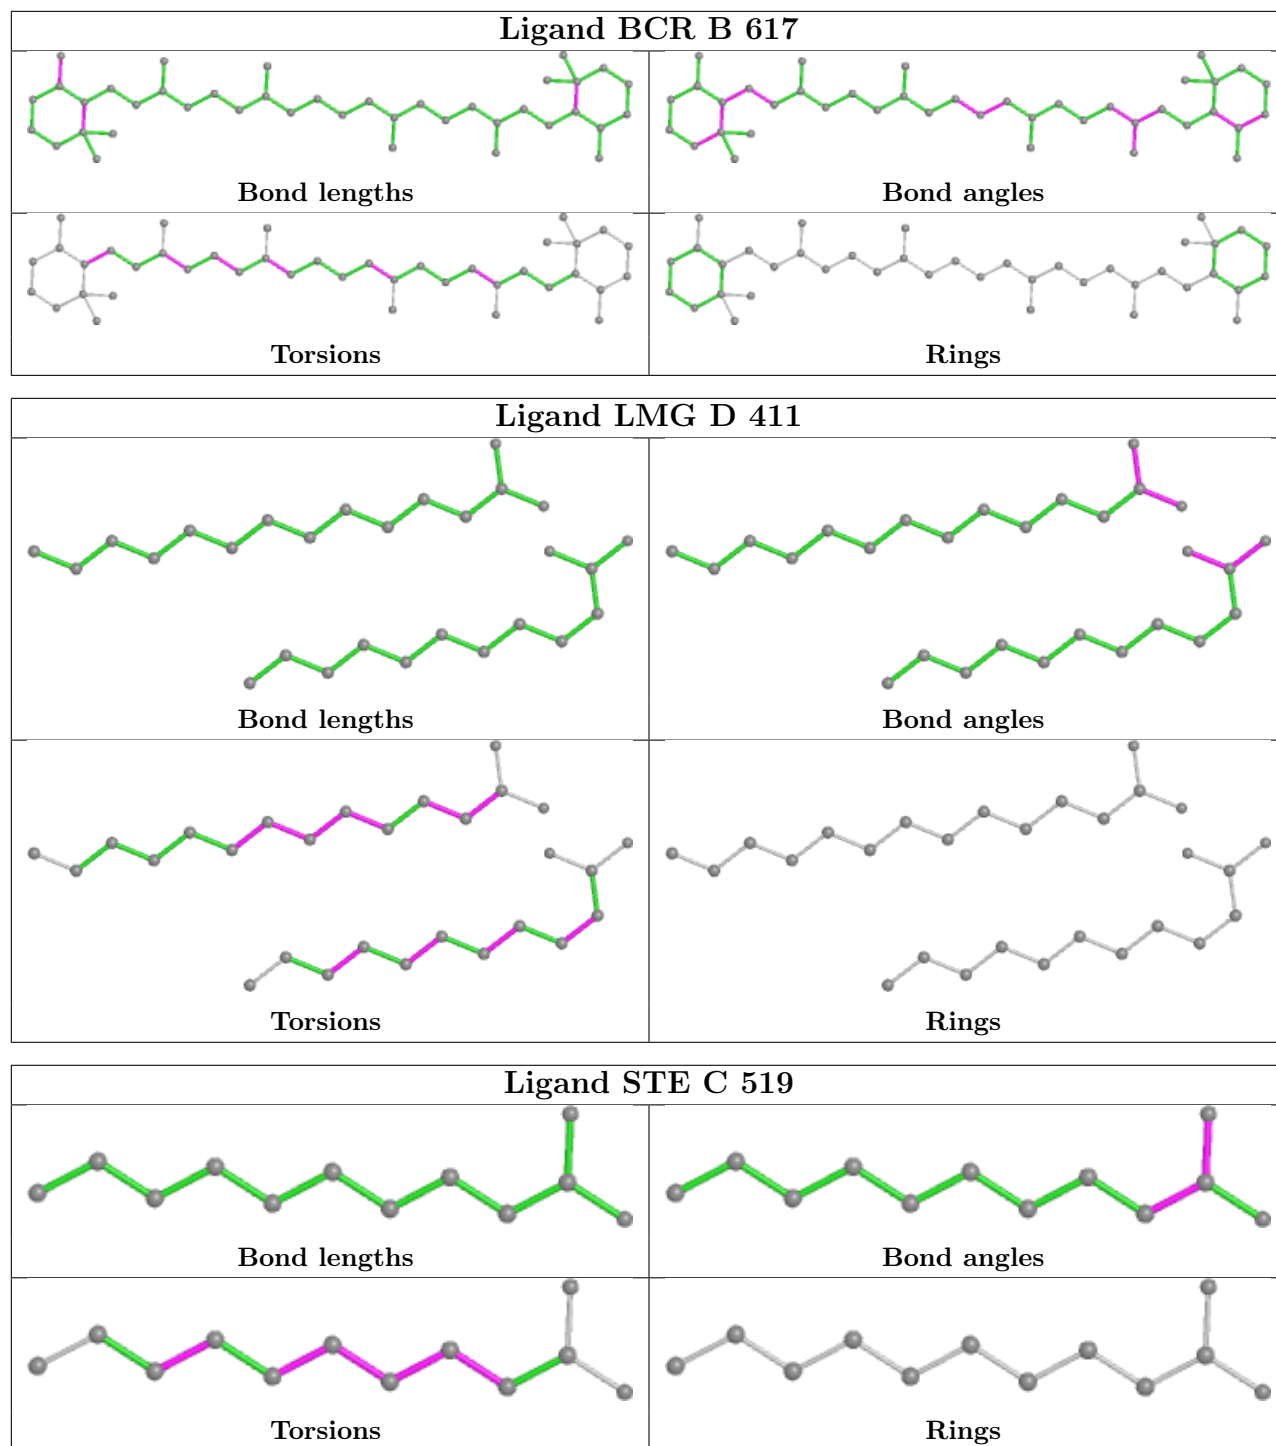 Ligand BCR B 617
Bond lengths
Bond angles
Torsions
Rings
Ligand LMG D 411
Bond lengths
Bond angles
Torsions
Rings
Ligand STE C 519
Bond lengths
Bond angles
Torsions
Rings